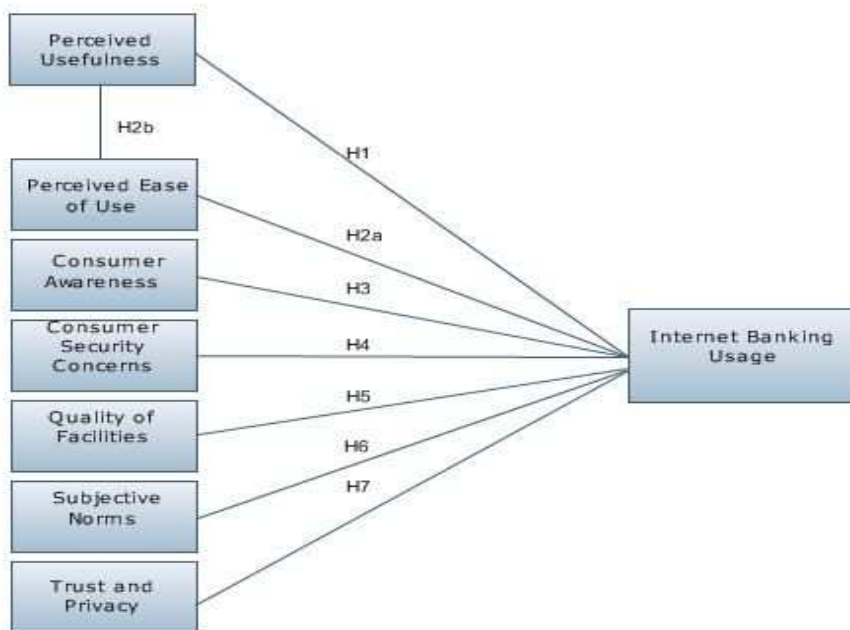 Perceived
Usefulness
H2b
H1
Perceived Ease
of Use
H2a
Consumer
Awareness
H3
Consumer
Security
Concerns
H4
Internet Banking
Usage
Quality of
Facilities
H5
Subjective
Norms
H6
H7
Trust and
Privacy